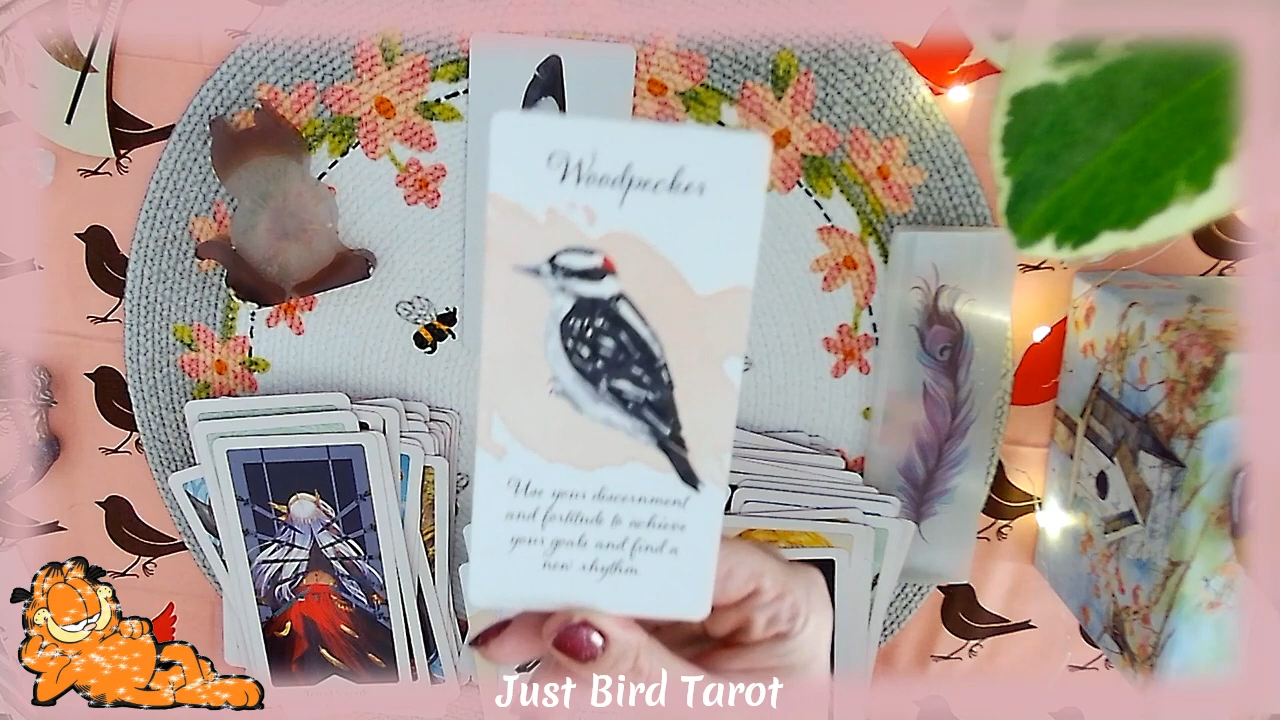 Woodpecker
Use your discernment
and fortitude to achieve
your goals and find a
new rhythm
Just Bird Tarot